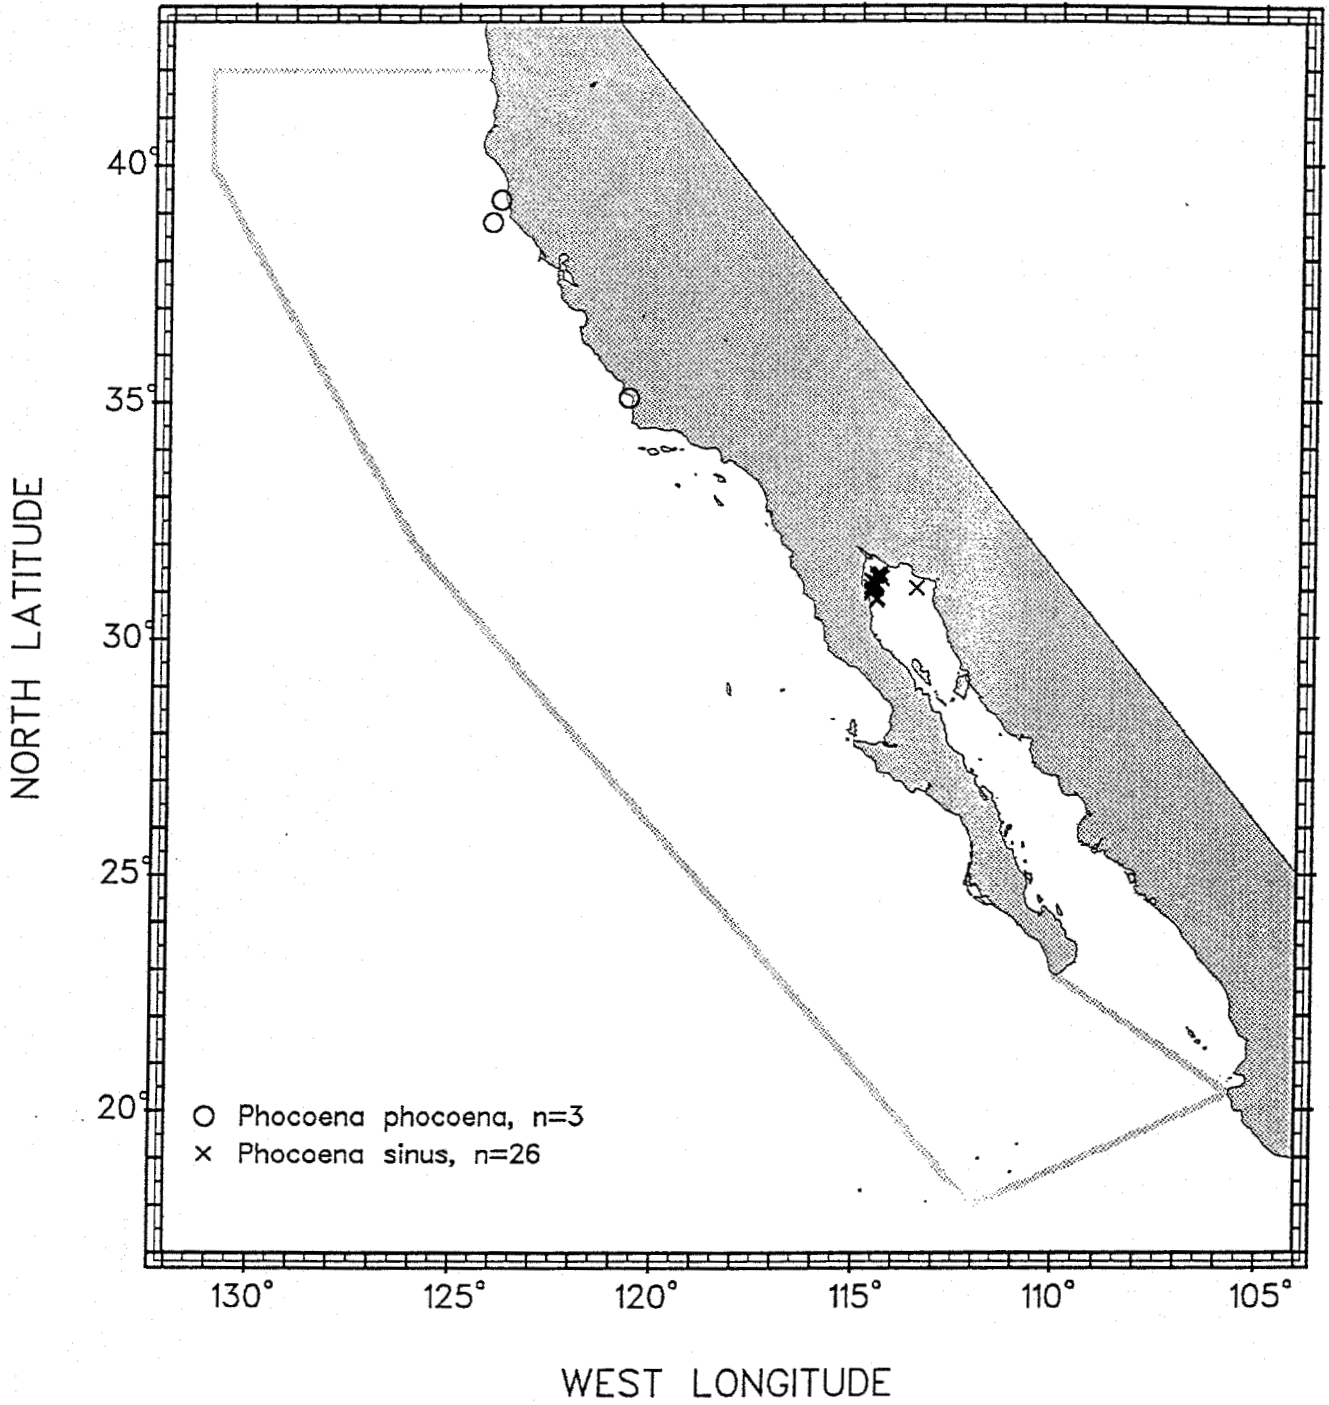 40°
35°
30°
25°
20°
NORTH LATITUDE
○ Phocoena phocoena, n=3
× Phocoena sinus, n=26
130° 125° 120° 115° 110° 105°
WEST LONGITUDE